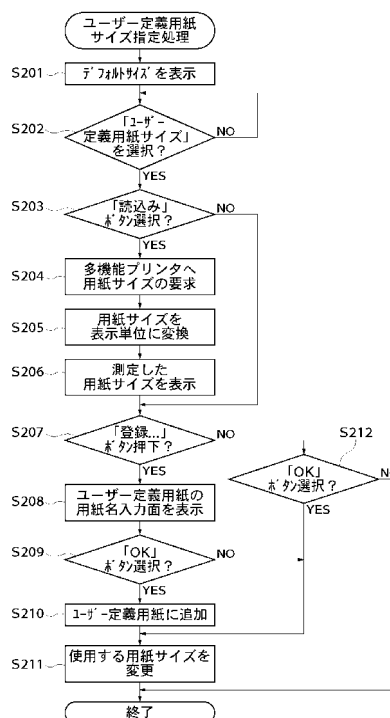 ユーザー定義用紙
サイズ指定処理
S201
ﾃﾞﾌｫﾙﾄｻｲｽﾞを表示
S202
「ﾕｰｻﾞｰ
定義用紙サイズ」
を選択？
NO
YES
S203
「読込み」
ﾎﾞﾀﾝ選択？
NO
YES
S204
多機能プリンタへ
用紙サイズの要求
S205
用紙サイズを
表示単位に変換
S206
測定した
用紙サイズを表示
S207
「登録...」
ﾎﾞﾀﾝ押下？
NO
YES
S212
「OK」
ﾎﾞﾀﾝ選択？
YES
S208
ユーザー定義用紙の
用紙名入力面を表示
S209
「OK」
ﾎﾞﾀﾝ選択？
NO
YES
S210
ﾕｰｻﾞｰ定義用紙に追加
S211
使用する用紙サイズを
変更
終了